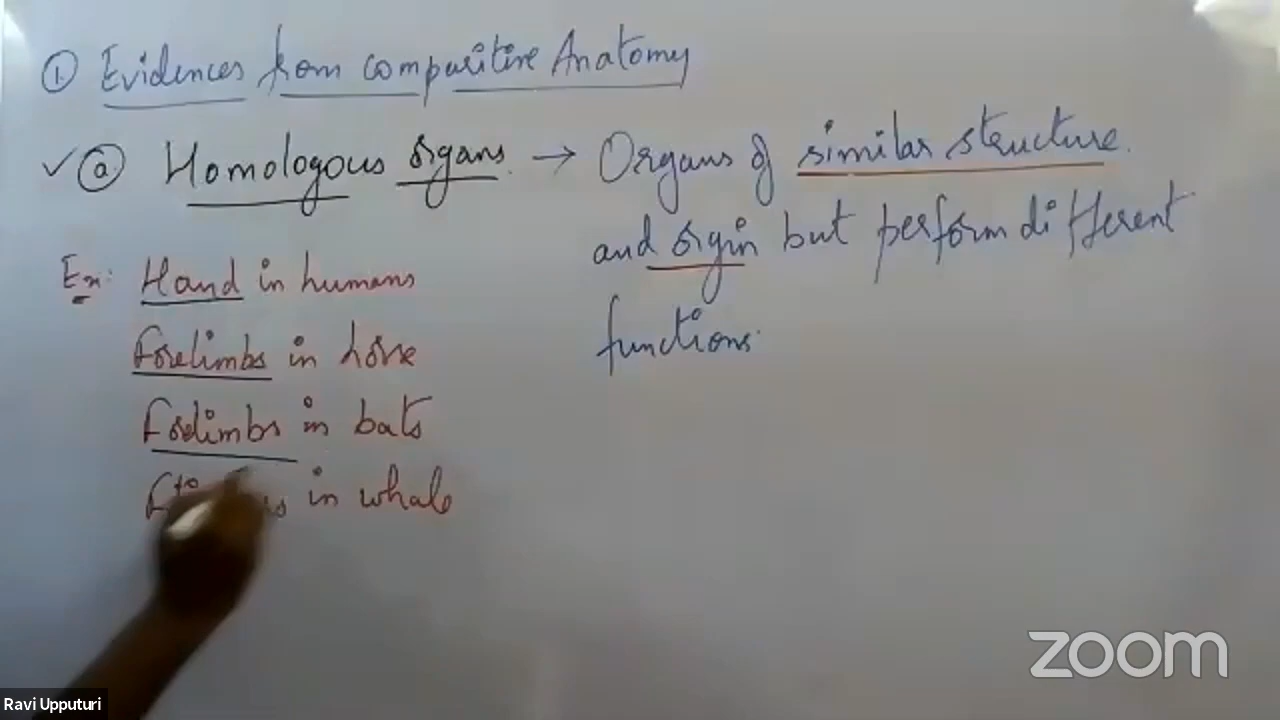 ① Evidences from comparitive Anatomy
✓ⓐ Homologous organs. → Organs of similar structure.
and orgin but perform different
functions.
Ex: Hand in humans
Forelimbs in horse
Forelimbs in bats
in whale
zoom
Ravi Upputuri